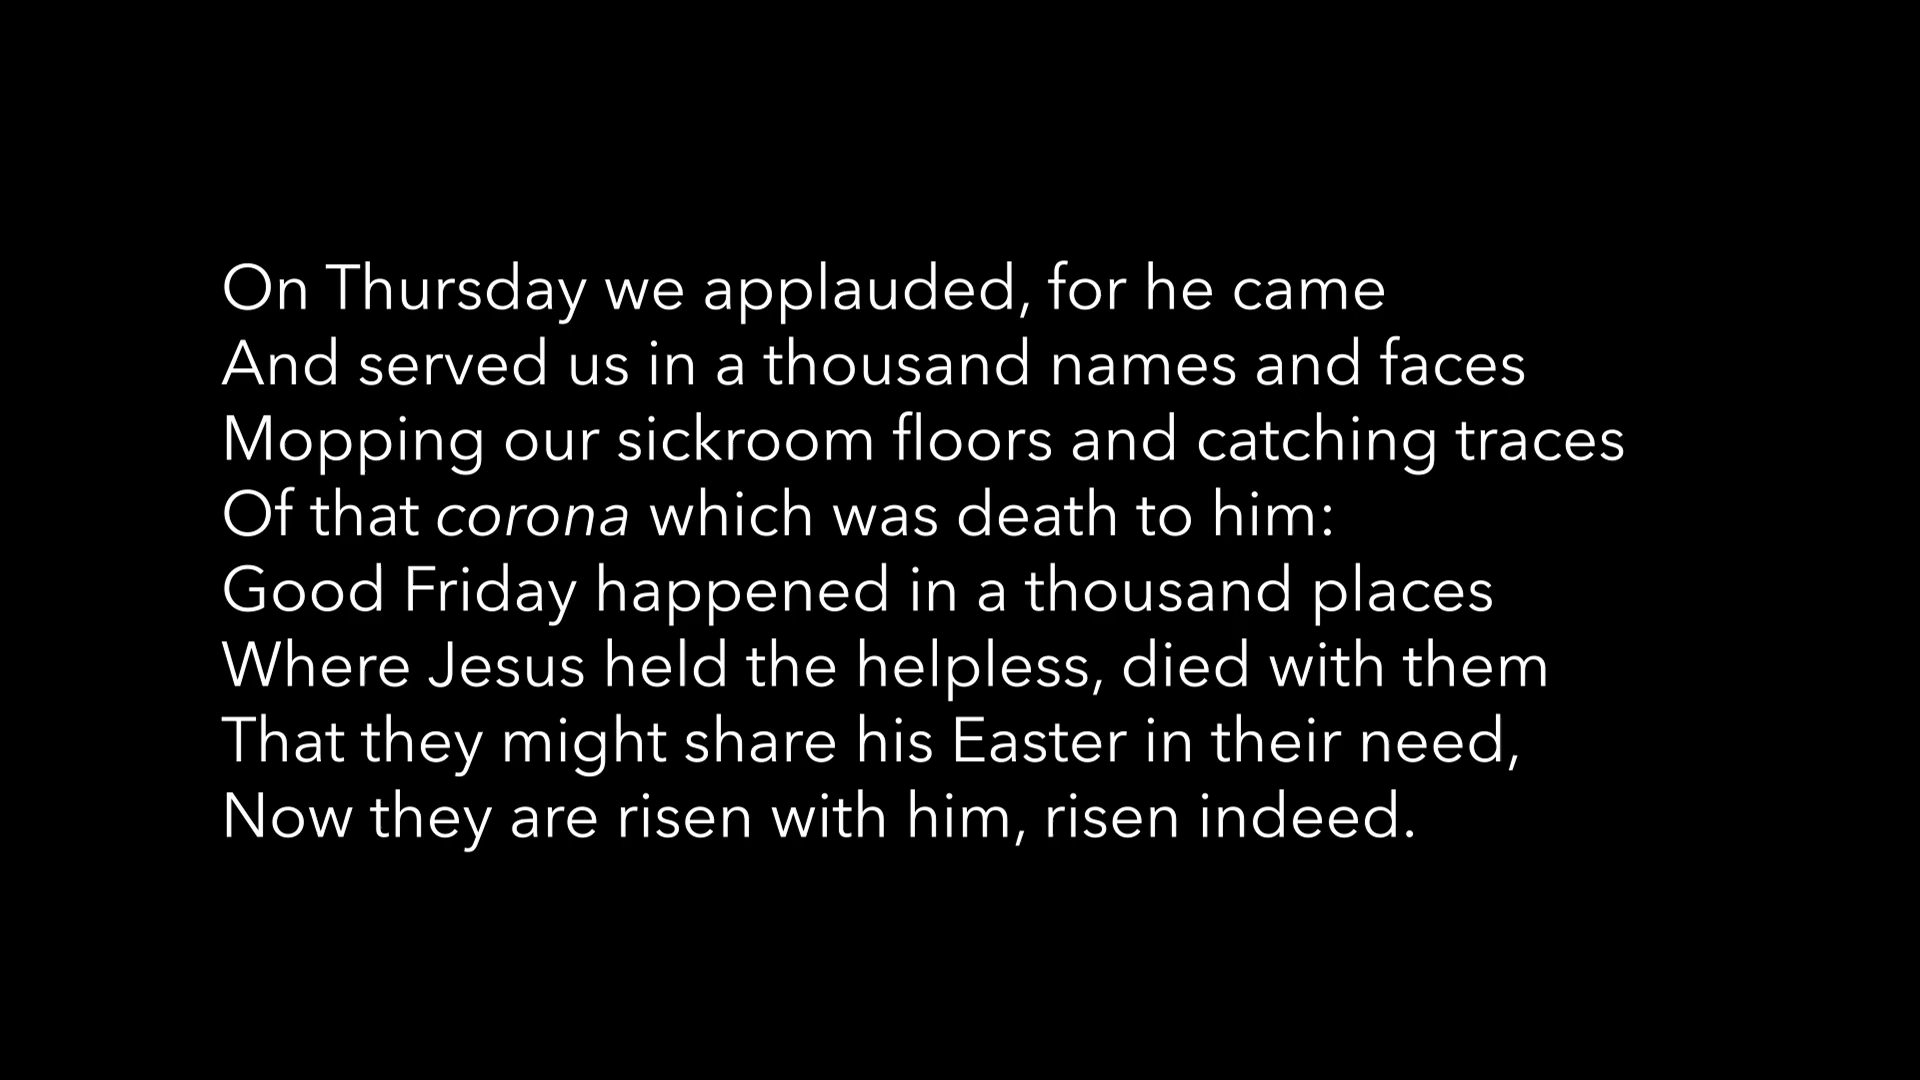 On Thursday we applauded, for he came
And served us in a thousand names and faces
Mopping our sickroom floors and catching traces
Of that corona which was death to him:
Good Friday happened in a thousand places
Where Jesus held the helpless, died with them
That they might share his Easter in their need,
Now they are risen with him, risen indeed.